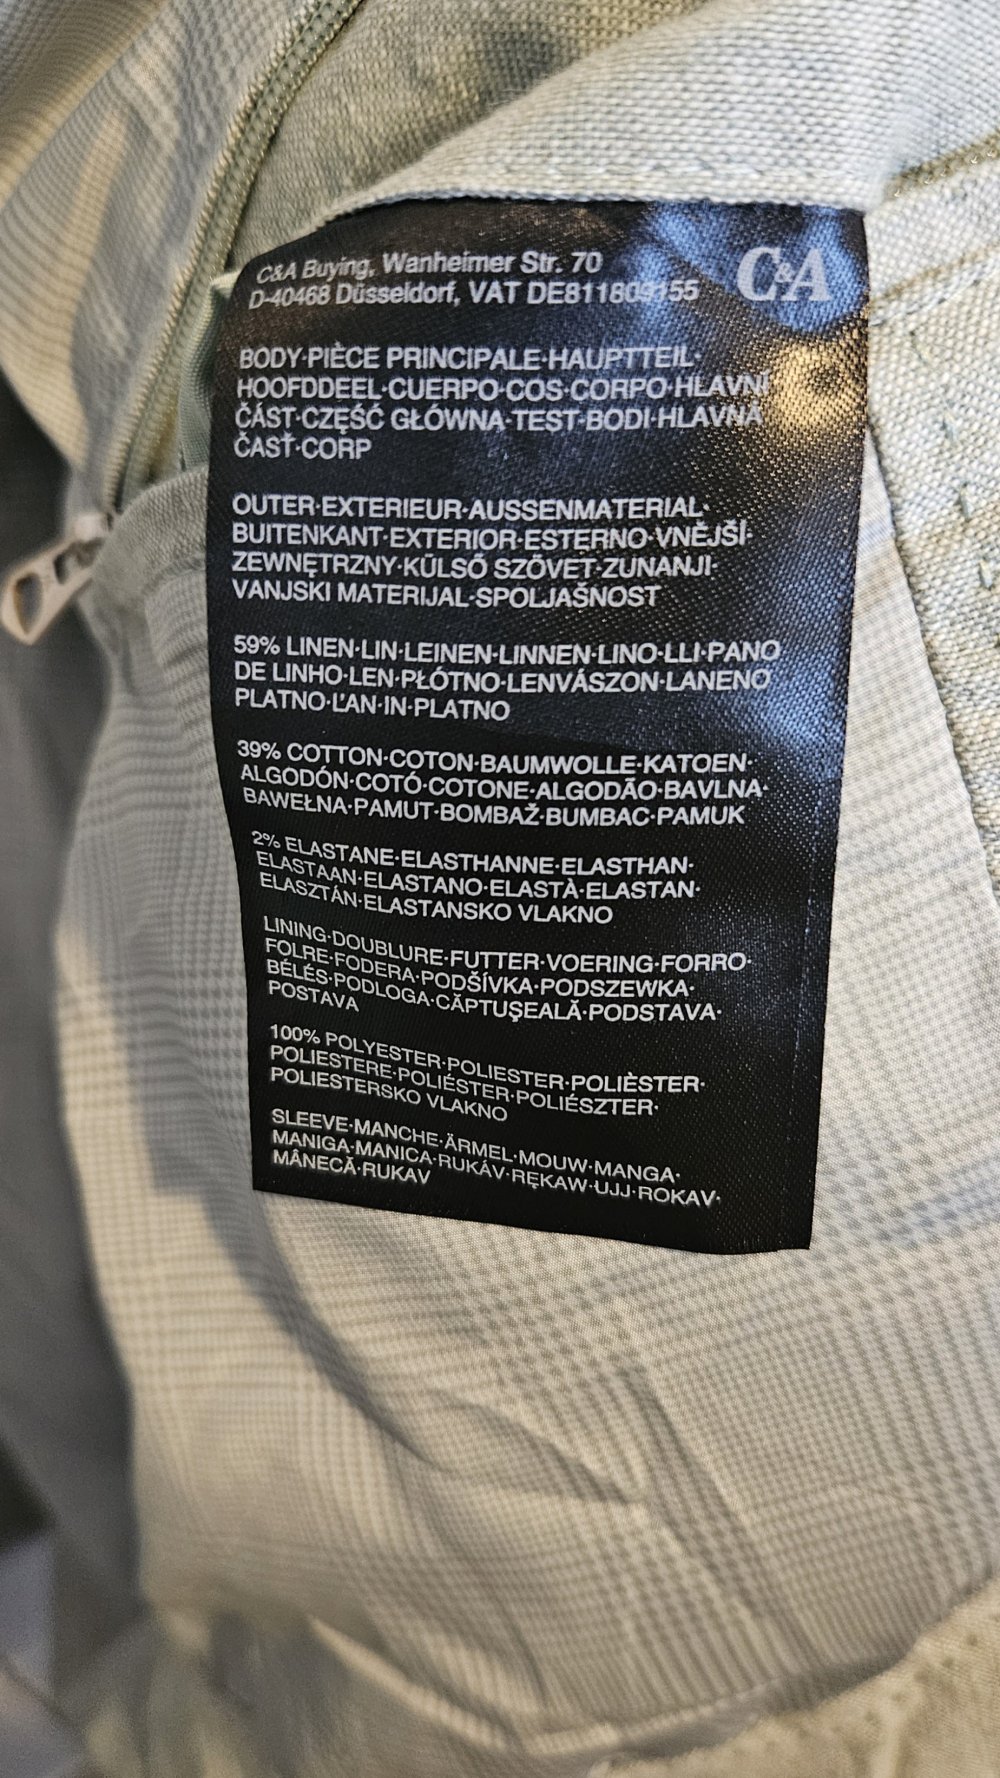 C&A Buying, Wanheimer Str. 70
D-40468 Düsseldorf, VAT DE811809155
C&A
BODY·PIÈCE PRINCIPALE·HAUPTTEIL·
HOOFDDEEL·CUERPO·COS·CORPO·HLAVNÍ
ČÁST·CZĘŚĆ GŁÓWNA·TEST·BODI·HLAVNÁ
ČASŤ·CORP
OUTER·EXTERIEUR·AUSSENMATERIAL·
BUITENKANT·EXTERIOR·ESTERNO·VNĚJŠÍ·
ZEWNĘTRZNY·KÜLSŐ SZÖVET·ZUNANJI·
VANJSKI MATERIJAL·SPOLJAŠNOST
59% LINEN·LIN·LEINEN·LINNEN·LINO·LLI·PANO
DE LINHO·LEN·PŁÓTNO·LENVÁSZON·LANENO
PLATNO·ĽAN·IN·PLATNO
39% COTTON·COTON·BAUMWOLLE·KATOEN·
ALGODÓN·COTÓ·COTONE·ALGODÃO·BAVLNA·
BAWEŁNA·PAMUT·BOMBAŽ·BUMBAC·PAMUK
2% ELASTANE·ELASTHANNE·ELASTHAN·
ELASTAAN·ELASTANO·ELASTÀ·ELASTAN·
ELASZTÁN·ELASTANSKO VLAKNO
LINING·DOUBLURE·FUTTER·VOERING·FORRO·
FOLRE·FODERA·PODŠÍVKA·PODSZEWKA·
BÉLÉS·PODLOGA·CĂPTUŞEALĂ·PODSTAVA·
POSTAVA
100% POLYESTER·POLIESTER·POLIÈSTER·
POLIESTERE·POLIÉSTER·POLIÉSZTER·
POLIESTERSKO VLAKNO
SLEEVE·MANCHE·ÄRMEL·MOUW·MANGA·
MANIGA·MANICA·RUKÁV·RĘKAW·UJJ·ROKAV·
MÂNECĂ·RUKAV